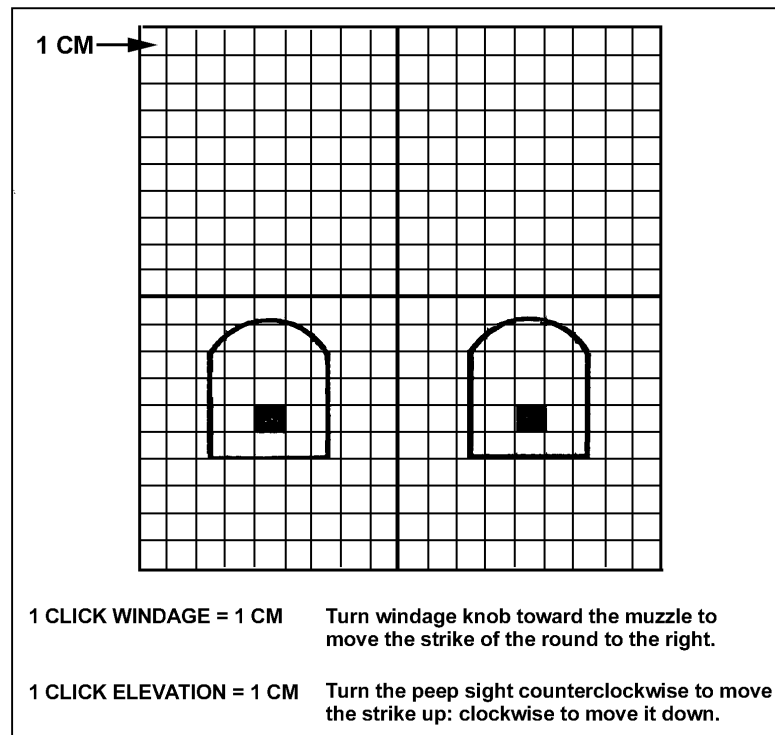 1 CM
1 CLICK WINDAGE = 1 CM Turn windage knob toward the muzzle to
move the strike of the round to the right.
1 CLICK ELEVATION = 1 CM Turn the peep sight counterclockwise to move
the strike up: clockwise to move it down.